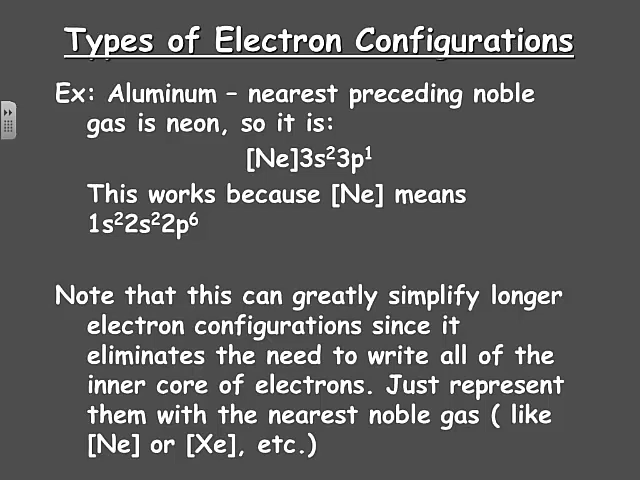 Types of Electron Configurations
Ex: Aluminum – nearest preceding noble
gas is neon, so it is:
[Ne]3s²3p¹
This works because [Ne] means
1s²2s²2p⁶
Note that this can greatly simplify longer
electron configurations since it
eliminates the need to write all of the
inner core of electrons. Just represent
them with the nearest noble gas ( like
[Ne] or [Xe], etc.)